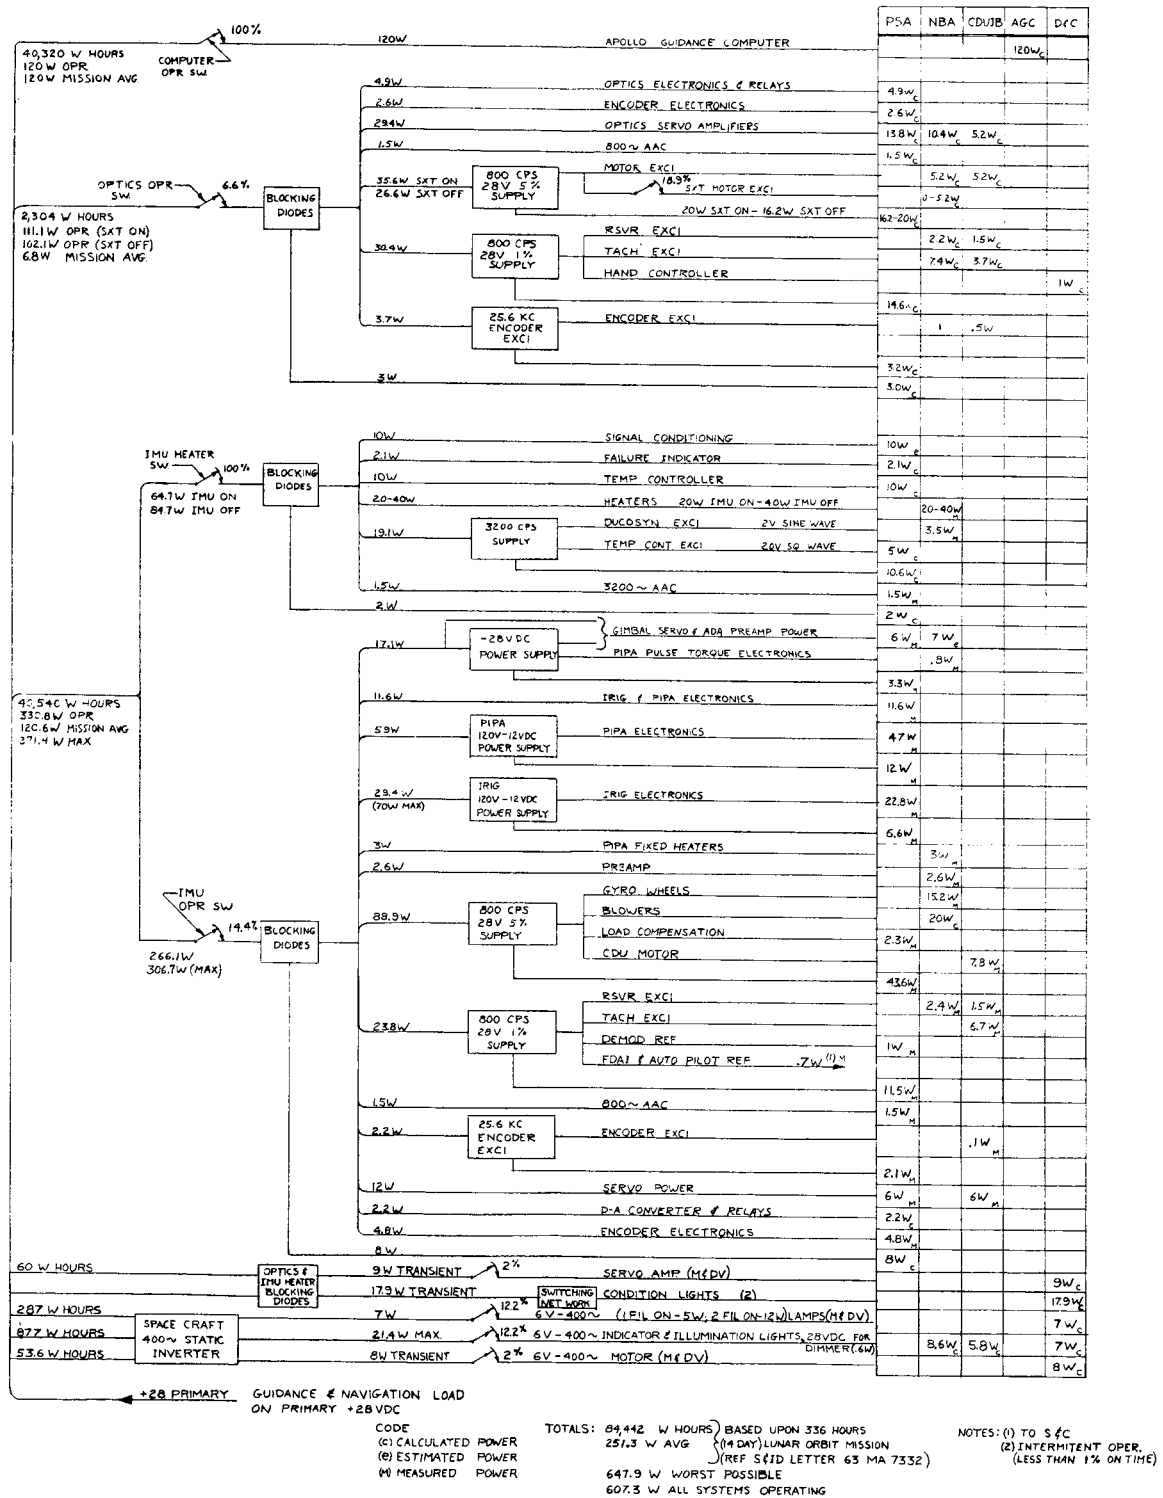 PSA NBA CDUJB AGC D&C
100%
120W APOLLO GUIDANCE COMPUTER 120W C
40,320 W HOURS
120 W OPR
120W MISSION AVG
COMPUTER
OPR SW.
4.9W OPTICS ELECTRONICS & RELAYS 4.9W C
2.6W ENCODER ELECTRONICS 2.6W C
29.4W OPTICS SERVO AMPLIFIERS 13.8W C 10.4W C 5.2W C
1.5W 800~ AAC 1.5W C
35.6W SXT ON
26.6W SXT OFF
800 CPS
28V 5%
SUPPLY
MOTOR EXCI 5.2W C 5.2W C
18.9%
SXT MOTOR EXCI 0-5.2W
20W SXT ON-16.2W SXT OFF 16.2-20W
OPTICS OPR
SW.
6.6%
BLOCKING
DIODES
2,304 W HOURS
111.1W OPR (SXT ON)
102.1W OPR (SXT OFF)
6.8W MISSION AVG.
30.4W
800 CPS
28V 1%
SUPPLY
RSVR EXCI 2.2W C 1.5W C
TACH EXCI 7.4W C 3.7W C
HAND CONTROLLER 1W C
14.6 C
3.7W
25.6 KC
ENCODER
EXCI
ENCODER EXCI 1 .5W
3.2W C
3W 3.0W C
IMU HEATER
SW
100%
BLOCKING
DIODES
64.7W IMU ON
84.7W IMU OFF
10W SIGNAL CONDITIONING 10W e
2.1W FAILURE INDICATOR 2.1W C
10W TEMP CONTROLLER 10W C
20-40W HEATERS 20W IMU ON-40W IMU OFF 20-40W M
19.1W
3200 CPS
SUPPLY
DUCOSYN EXCI 2V SINE WAVE 3.5W M
TEMP CONT EXCI 20V SQ WAVE 5W C
10.6W C
1.5W 3200~ AAC 1.5W M
2W 2W C
17.1W
-28VDC
POWER SUPPLY
GIMBAL SERVO & ADA PREAMP POWER 6W M 7W e
PIPA PULSE TORQUE ELECTRONICS .8W M
3.3W
11.6W IRIG & PIPA ELECTRONICS 11.6W M
W HOURS
330.8W OPR
120.6W MISSION AVG
371.4 W MAX
59W
PIPA
120V-12VDC
POWER SUPPLY
PIPA ELECTRONICS 47W M
12W M
29.4W
(70W MAX)
IRIG
120V-12VDC
POWER SUPPLY
IRIG ELECTRONICS 22.8W M
6.6W M
3W PIPA FIXED HEATERS 3W M
2.6W PREAMP 2.6W M
88.9W
800 CPS
28V 5%
SUPPLY
GYRO WHEELS 15.2W M
BLOWERS 20W C
LOAD COMPENSATION 2.3W M
CDU MOTOR 7.8W M
43.6W M
IMU
OPR SW
14.4%
BLOCKING
DIODES
266.1W
306.7W (MAX)
23.8W
800 CPS
28V 1%
SUPPLY
RSVR EXCI 2.4W M 1.5W M
TACH EXCI 6.7W M
DEMOD REF 1W M
FDAI & AUTO PILOT REF .7W (1) M
11.5W M
1.5W 800~ AAC 1.5W M
2.2W
25.6 KC
ENCODER
EXCI
ENCODER EXCI .1W M
2.1W M
12W SERVO POWER 6W M 6W M
2.2W D-A CONVERTER & RELAYS 2.2W C
4.8W ENCODER ELECTRONICS 4.8W M
8W 8W C
60 W HOURS
OPTICS &
IMU HEATER
BLOCKING
DIODES
9W TRANSIENT 2% SERVO AMP (M&DV) 9W C
17.9W TRANSIENT
SWITCHING
NET WORK
CONDITION LIGHTS (2) 17.9W C
287 W HOURS
SPACE CRAFT
400~ STATIC
INVERTER
7W 12.2% 6V-400~ (1 FIL ON-5W, 2 FIL ON-12W) LAMPS(M&DV) 7W C
877 W HOURS 21.4W MAX. 12.2% 6V-400~ INDICATOR & ILLUMINATION LIGHTS, 28VDC FOR
DIMMER(.6W) 8.6W C 5.8W C 7W C
53.6 W HOURS 8W TRANSIENT 2% 6V-400~ MOTOR (M&DV) 8W C
+28 PRIMARY
GUIDANCE & NAVIGATION LOAD
ON PRIMARY +28VDC
CODE
(C) CALCULATED POWER
(e) ESTIMATED POWER
(M) MEASURED POWER
TOTALS: 84,442 W HOURS BASED UPON 336 HOURS
251.3 W AVG (14 DAY) LUNAR ORBIT MISSION
(REF S&ID LETTER 63 MA 7332)
647.9 W WORST POSSIBLE
607.3 W ALL SYSTEMS OPERATING
NOTES: (1) TO S&C
(2) INTERMITENT OPER.
(LESS THAN 1% ON TIME)